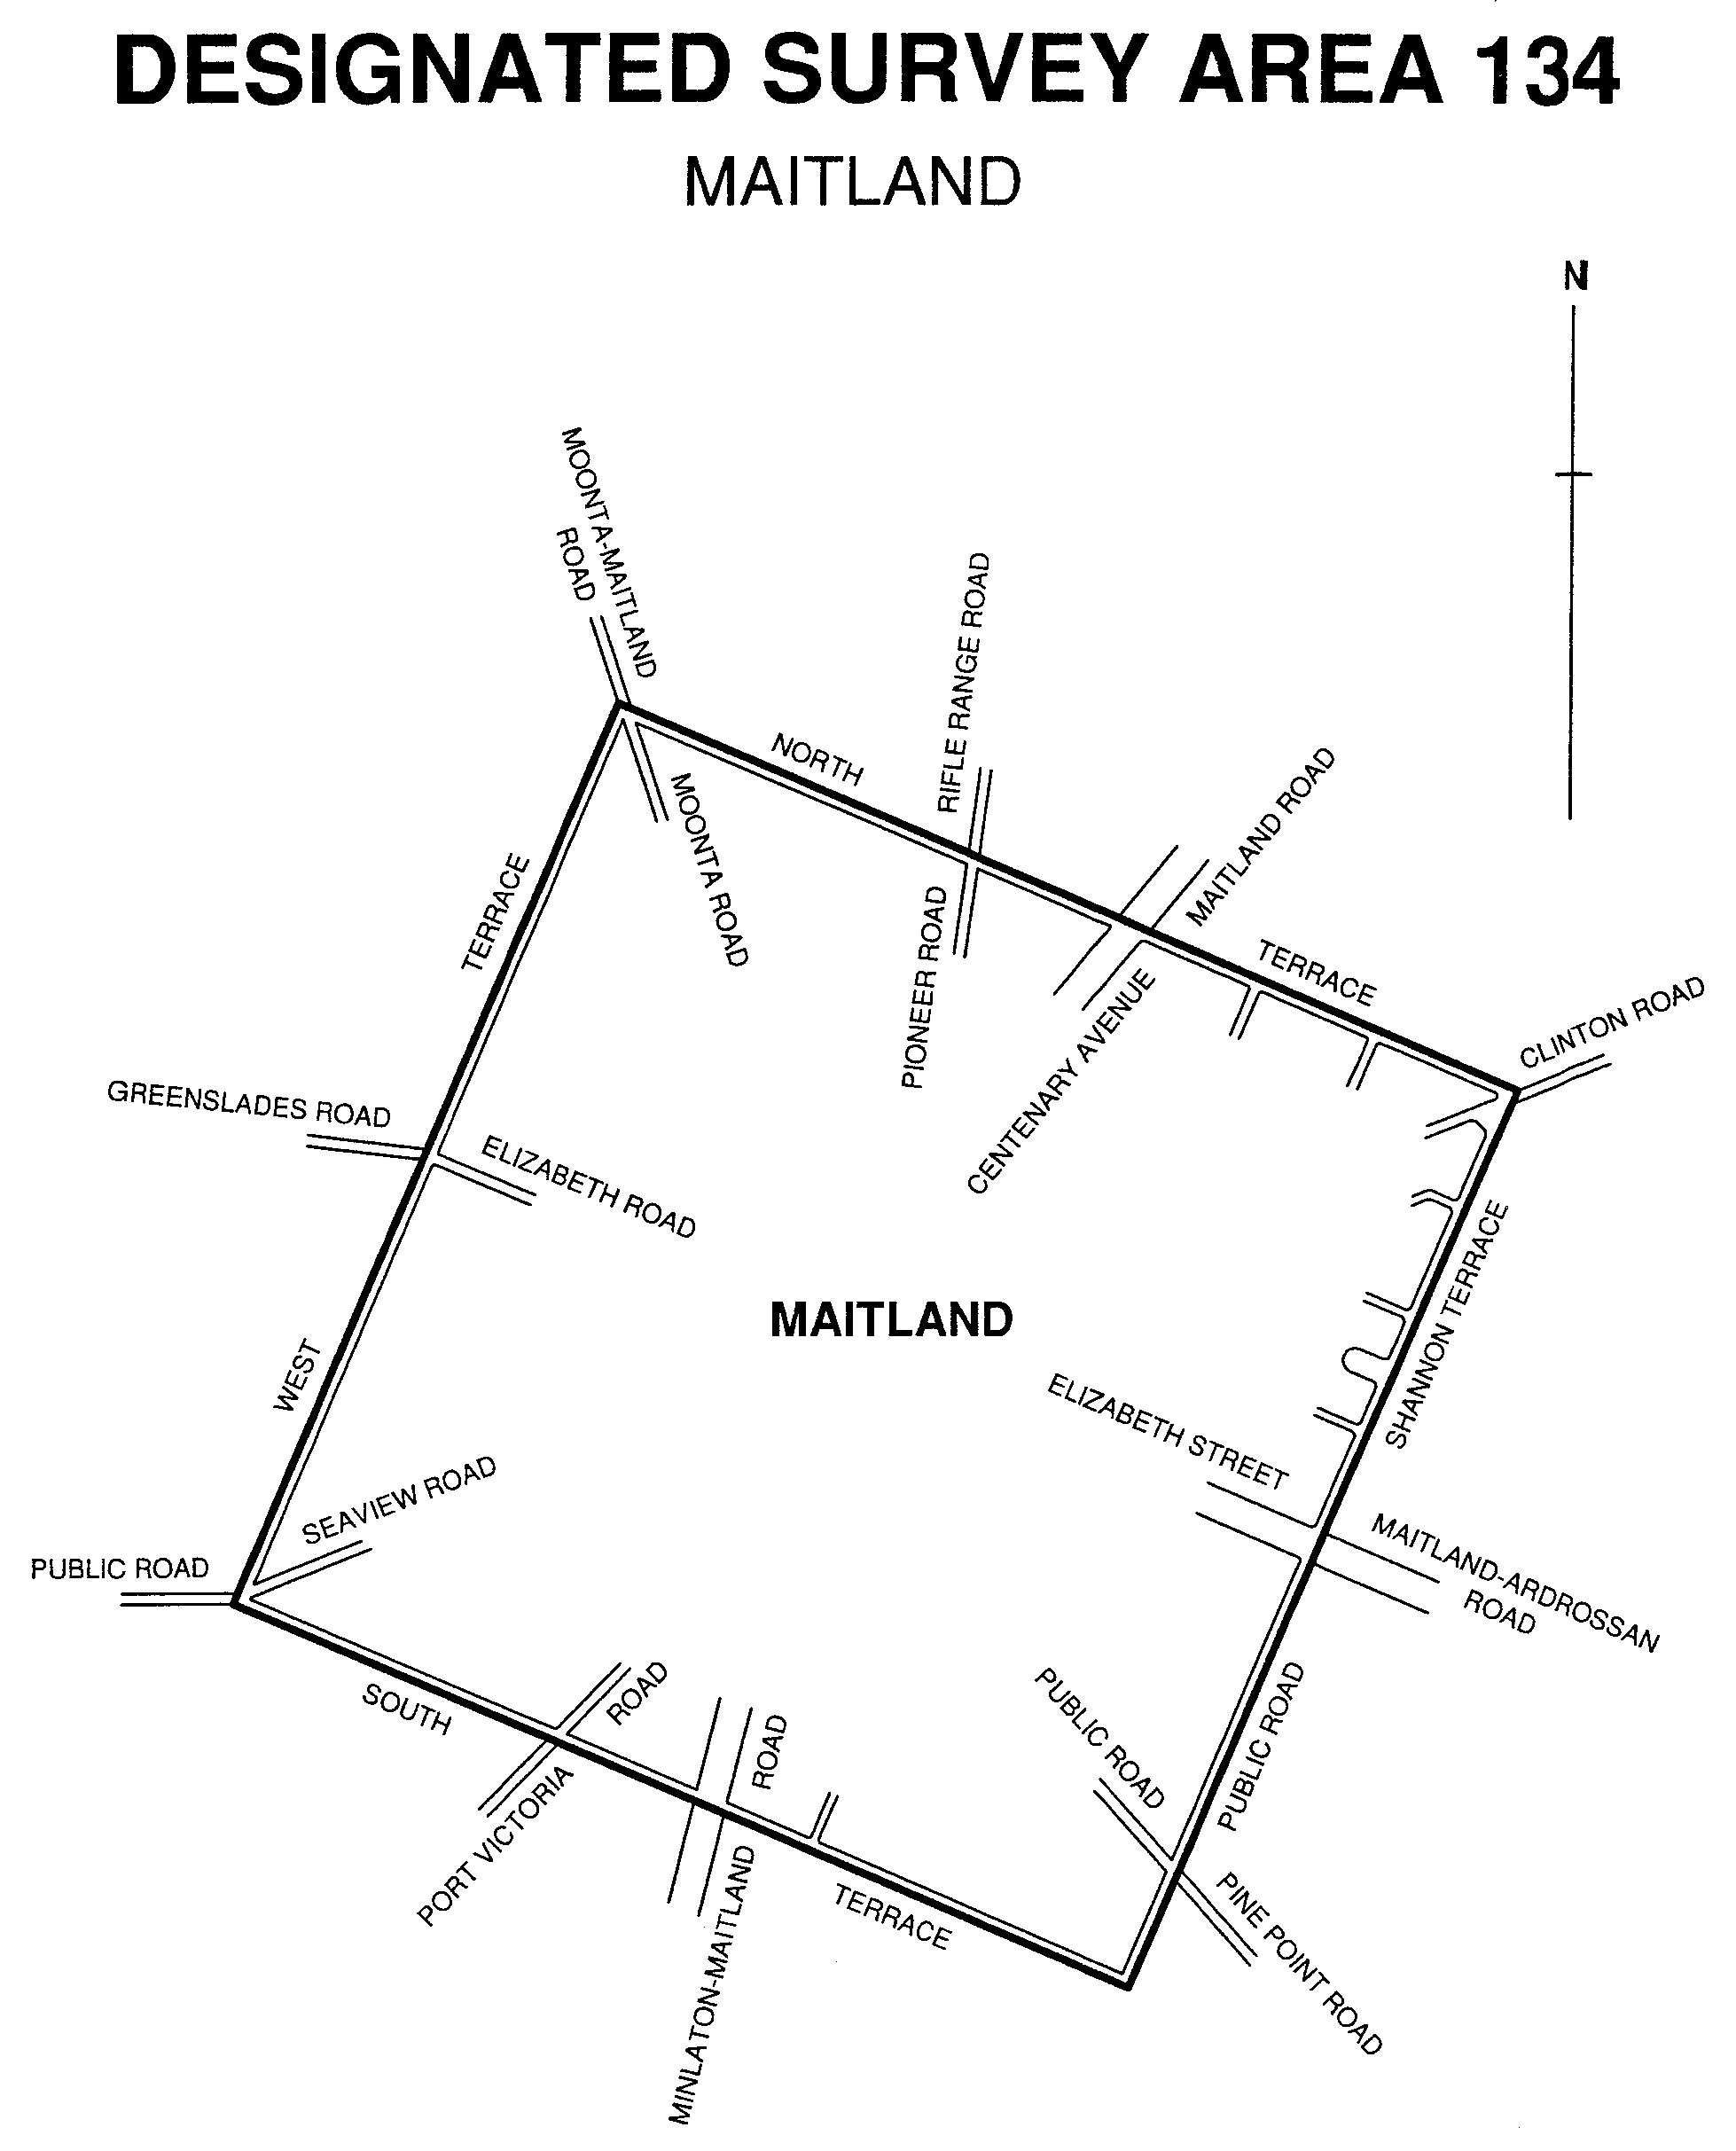 DESIGNATED SURVEY AREA 134
MAITLAND
N
MOONTA-MAITLAND
ROAD
RIFLE RANGE ROAD
NORTH
MAITLAND ROAD
MOONTA ROAD
TERRACE
PIONEER ROAD
TERRACE
CENTENARY AVENUE
CLINTON ROAD
GREENSLADES ROAD
ELIZABETH ROAD
SHANNON TERRACE
MAITLAND
WEST
ELIZABETH STREET
SEAVIEW ROAD
PUBLIC ROAD
MAITLAND-ARDROSSAN
ROAD
SOUTH
ROAD
ROAD
PUBLIC ROAD
PUBLIC ROAD
PORT VICTORIA
MINLATON-MAITLAND
TERRACE
PINE POINT ROAD